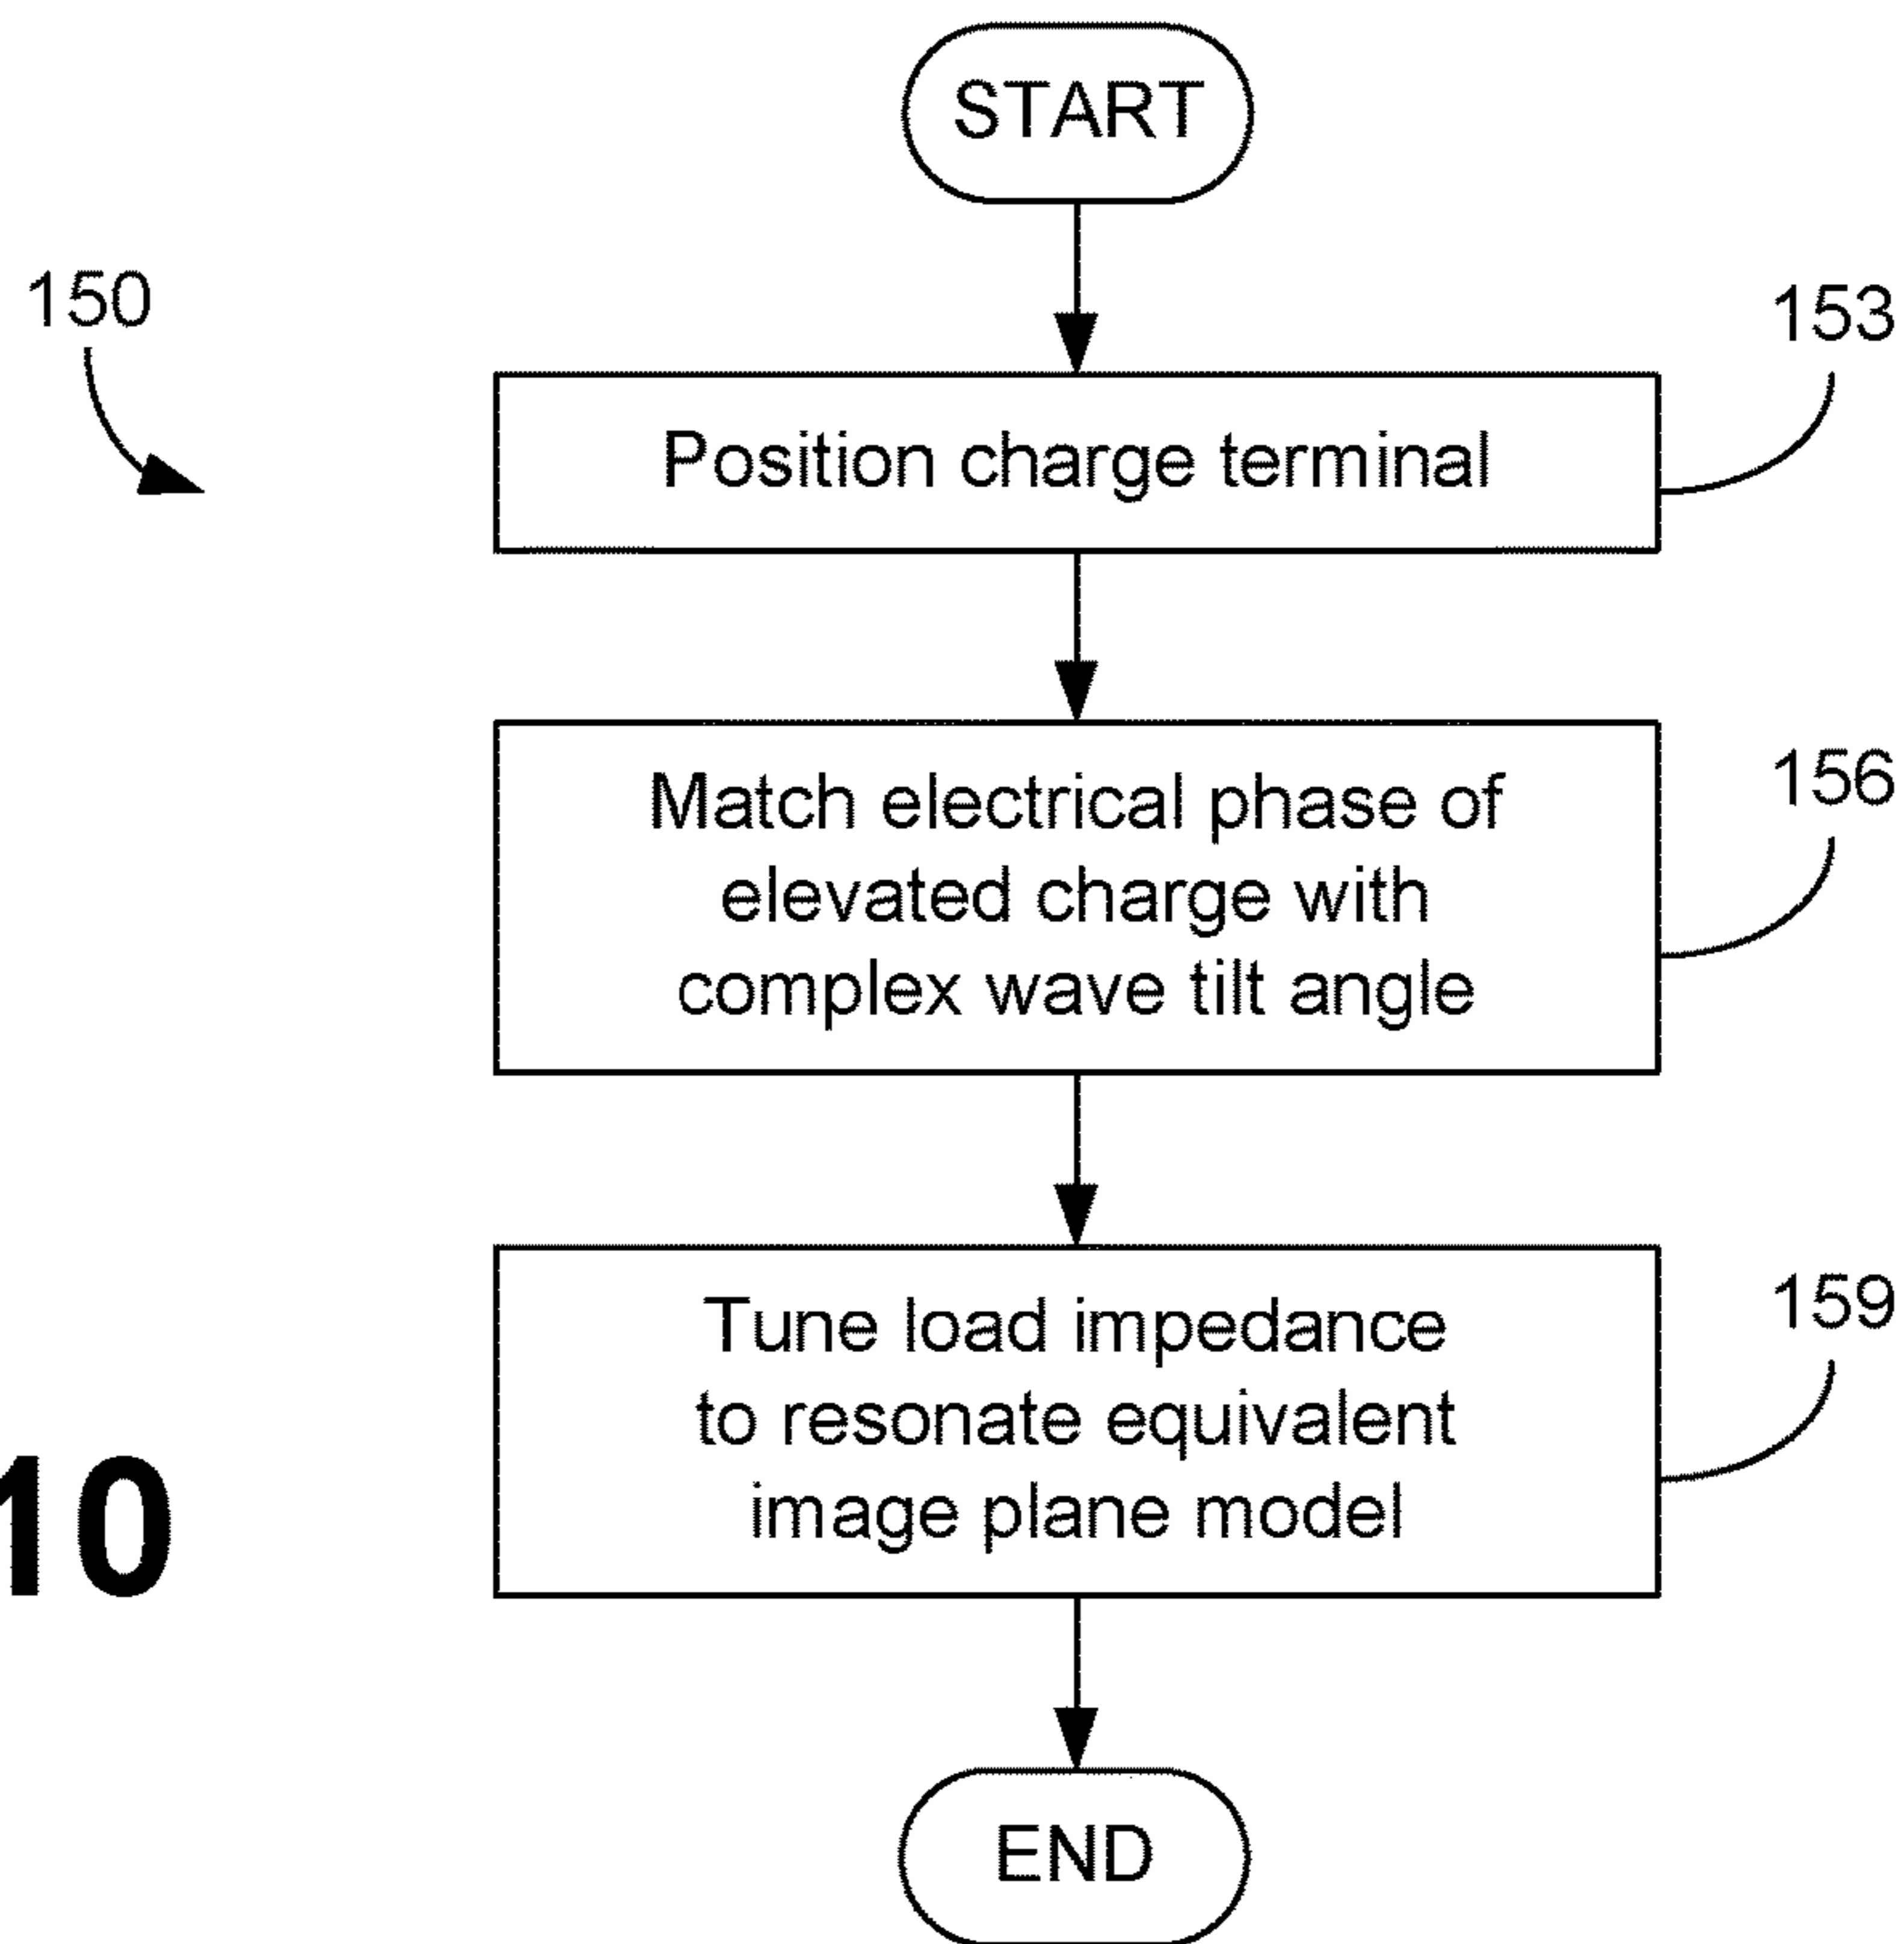 START
150
153
Position charge terminal
156
Match electrical phase of
elevated charge with
complex wave tilt angle
159
Tune load impedance
to resonate equivalent
image plane model
10
END